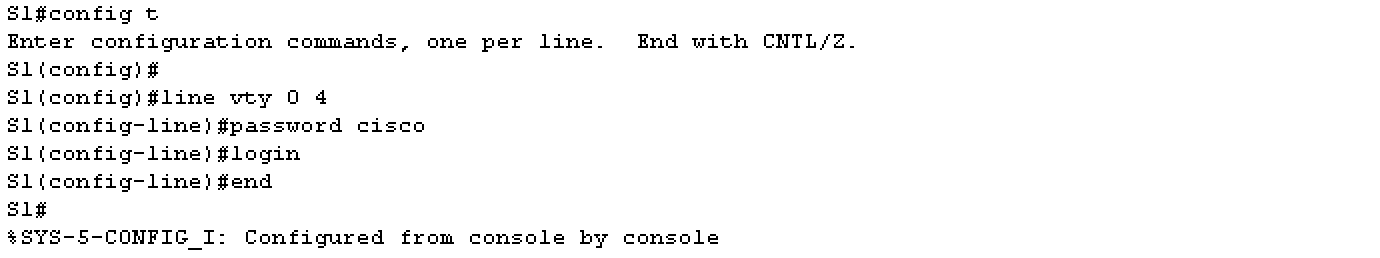 S1#config t
Enter configuration commands, one per line.  End with CNTL/Z.
S1(config)#
S1(config)#line vty 0 4
S1(config-line)#password cisco
S1(config-line)#login
S1(config-line)#end
S1#
%SYS-5-CONFIG_I: Configured from console by console